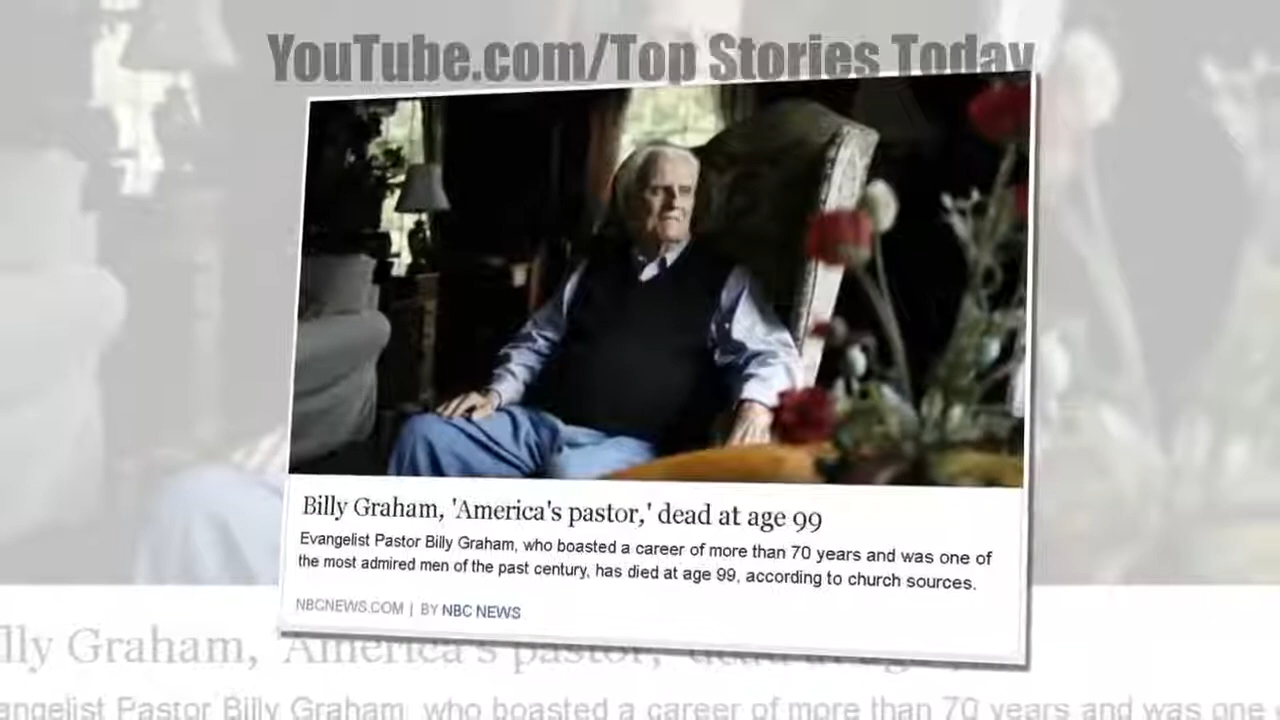 YouTube.com/Top Stories Today
Billy Graham, 'America's pastor,' dead at age 99
Evangelist Pastor Billy Graham, who boasted a career of more than 70 years and was one of
the most admired men of the past century, has died at age 99, according to church sources.
NBCNEWS.COM | BY NBC NEWS
lly Graham, 'America's pastor,' dead at ag
angelist Pastor Billy Graham, who boasted a career of more than 70 years and was one